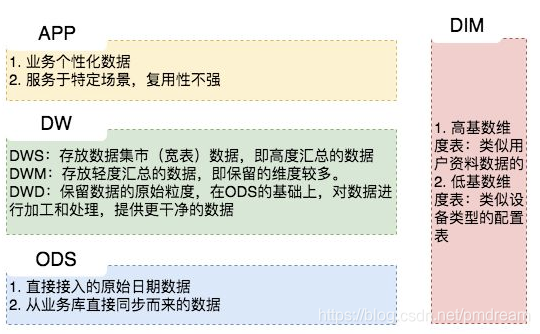 APP
1. 业务个性化数据
2. 服务于特定场景，复用性不强
DW
DWS：存放数据集市（宽表）数据，即高度汇总的数据
DWM：存放轻度汇总的数据，即保留的维度较多。
DWD：保留数据的原始粒度，在ODS的基础上，对数据进
行加工和处理，提供更干净的数据
ODS
1. 直接接入的原始日期数据
2. 从业务库直接同步而来的数据
DIM
1. 高基数维
度表：类似用
户资料数据的
2. 低基数维
度表：类似设
备类型的配置
表
https://blog.csdn.net/pmdream